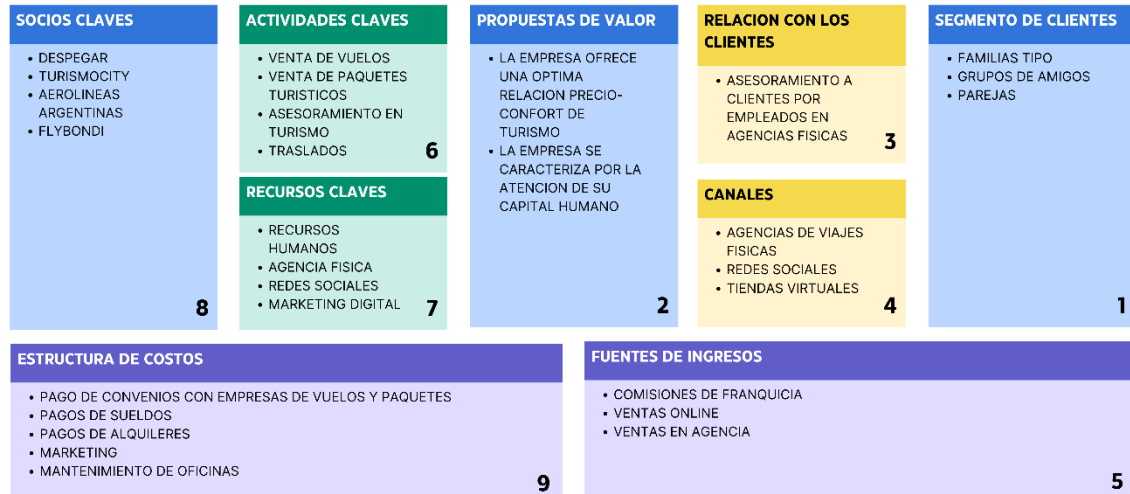 SOCIOS CLAVES
• DESPEGAR
• TURISMOCITY
• AEROLINEAS
ARGENTINAS
• FLYBONDI
8
ACTIVIDADES CLAVES
• VENTA DE VUELOS
• VENTA DE PAQUETES
TURISTICOS
• ASESORAMIENTO EN
TURISMO
• TRASLADOS
6
RECURSOS CLAVES
• RECURSOS
HUMANOS
• AGENCIA FISICA
• REDES SOCIALES
• MARKETING DIGITAL
7
PROPUESTAS DE VALOR
• LA EMPRESA OFRECE
UNA OPTIMA
RELACION PRECIO-
CONFORT DE
TURISMO
• LA EMPRESA SE
CARACTERIZA POR LA
ATENCION DE SU
CAPITAL HUMANO
2
RELACION CON LOS
CLIENTES
• ASESORAMIENTO A
CLIENTES POR
EMPLEADOS EN
AGENCIAS FISICAS
3
CANALES
• AGENCIAS DE VIAJES
FISICAS
• REDES SOCIALES
• TIENDAS VIRTUALES
4
SEGMENTO DE CLIENTES
• FAMILIAS TIPO
• GRUPOS DE AMIGOS
• PAREJAS
1
ESTRUCTURA DE COSTOS
• PAGO DE CONVENIOS CON EMPRESAS DE VUELOS Y PAQUETES
• PAGOS DE SUELDOS
• PAGOS DE ALQUILERES
• MARKETING
• MANTENIMIENTO DE OFICINAS
9
FUENTES DE INGRESOS
• COMISIONES DE FRANQUICIA
• VENTAS ONLINE
• VENTAS EN AGENCIA
5